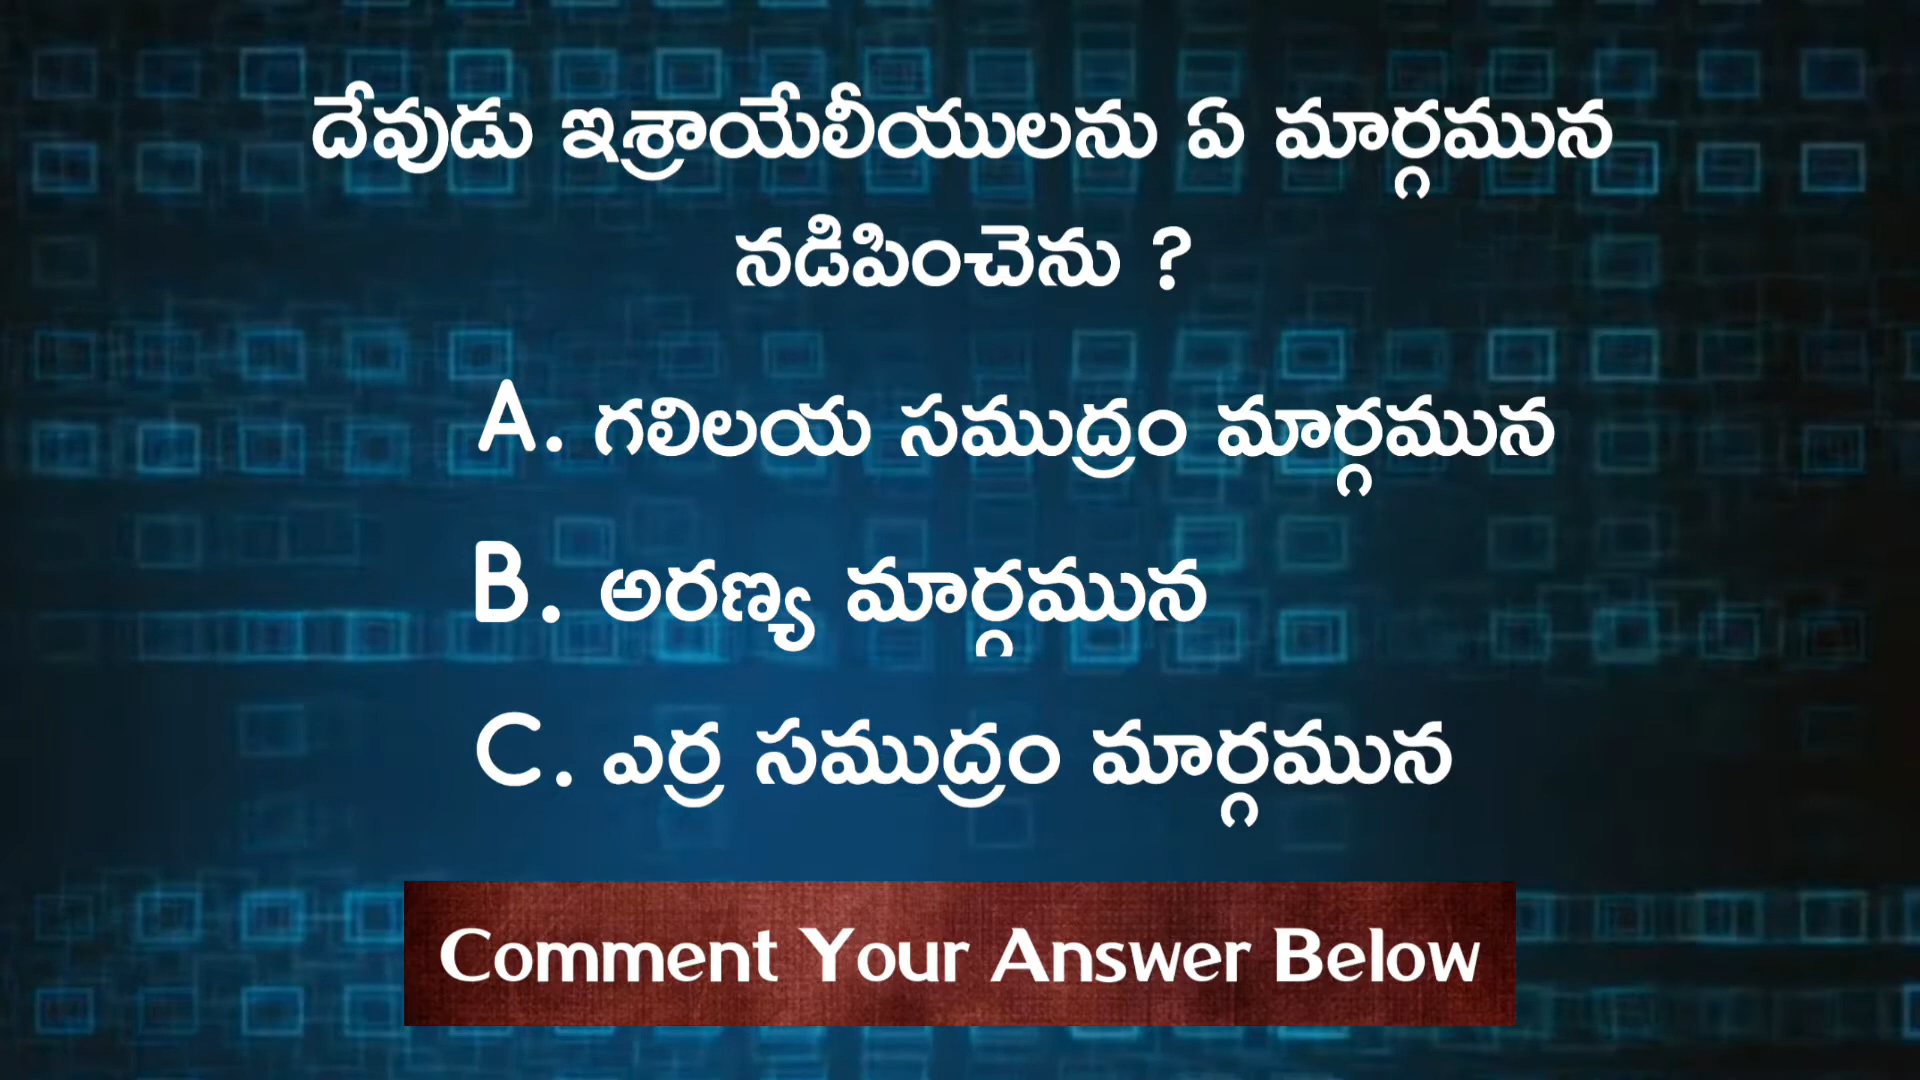 దేవుడు ఇశ్రాయేలీయులను ఏ మార్గమున
నడిపించెను ?
A. గలిలయ సముద్రం మార్గమున
B. అరణ్య మార్గమున
C. ఎర్ర సముద్రం మార్గమున
Comment Your Answer Below